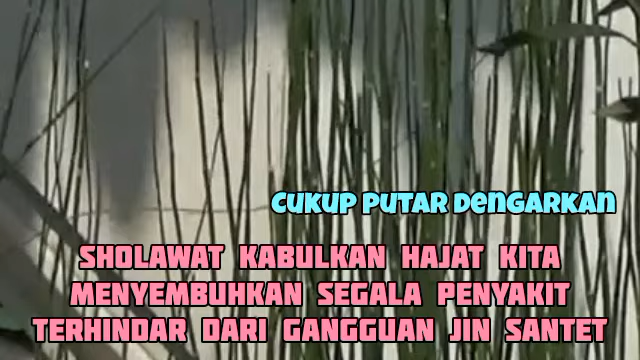 CUKUP PUTAR DENGARKAN
SHOLAWAT KABULKAN HAJAT KITA
MENYEMBUHKAN SEGALA PENYAKIT
TERHINDAR DARI GANGGUAN JIN SANTET